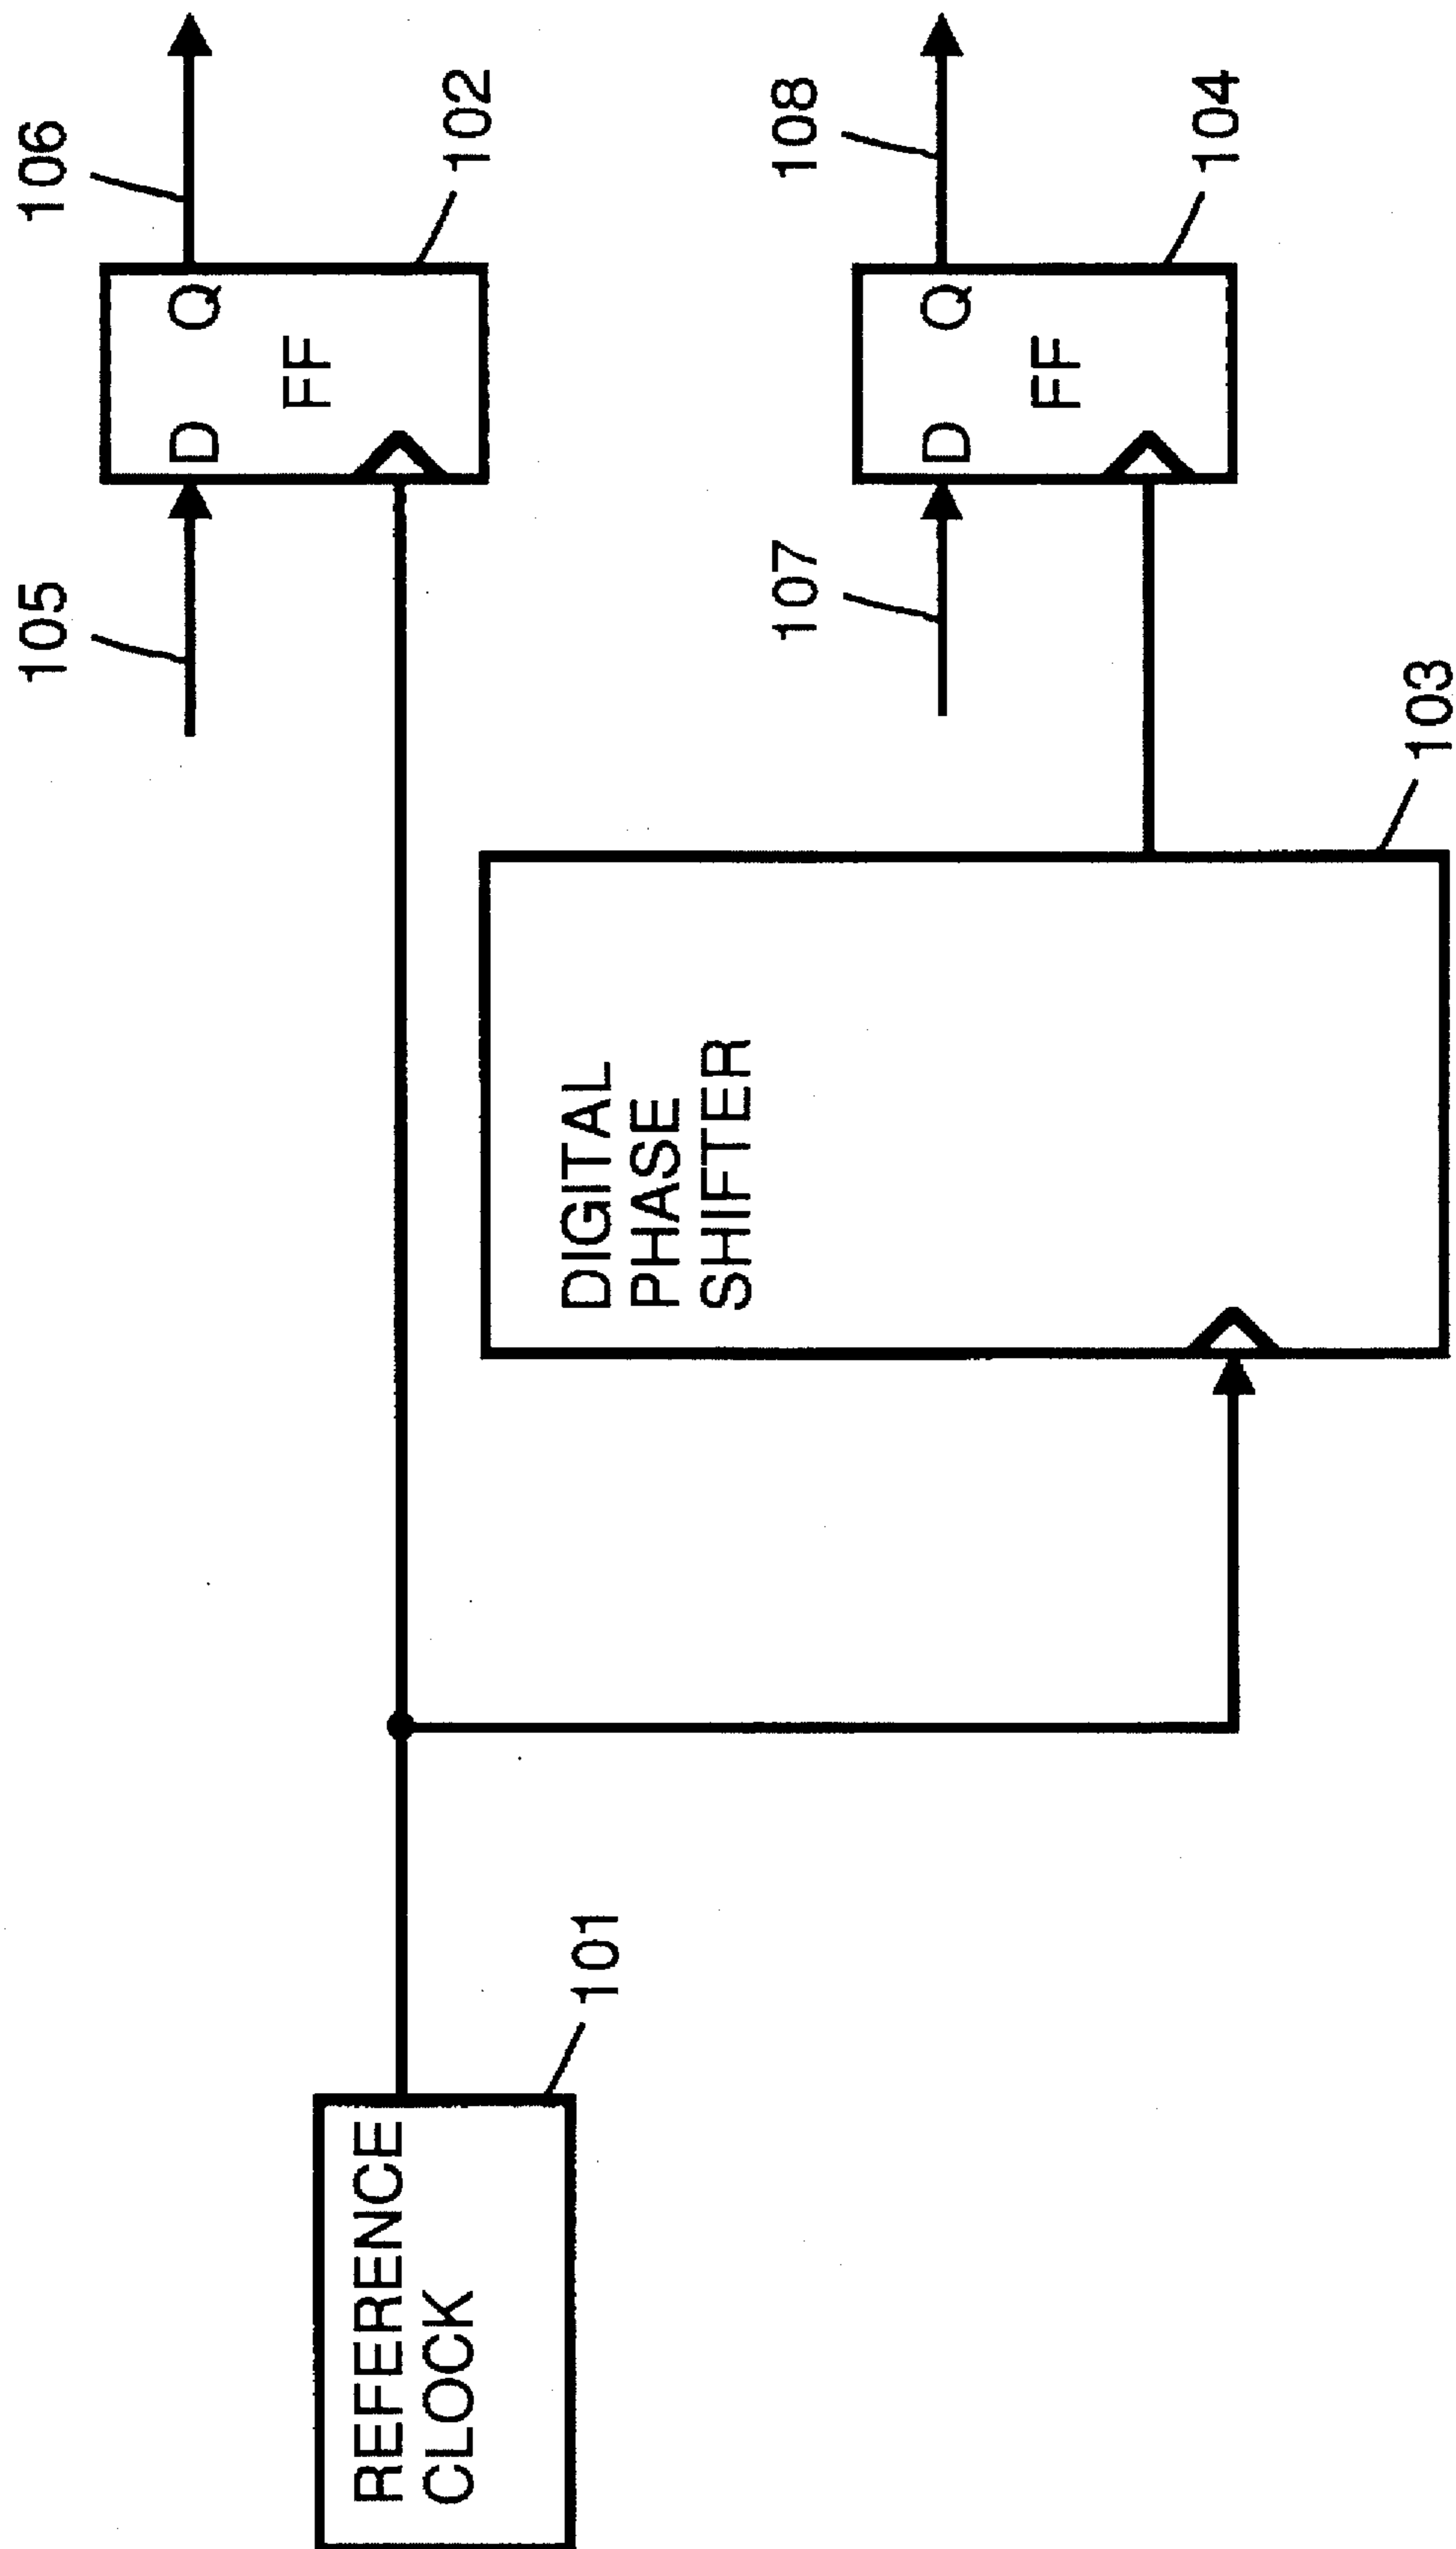 105
106
D Q
FF
102
REFERENCE
CLOCK
101
DIGITAL
PHASE
SHIFTER
107
108
D Q
FF
104
103